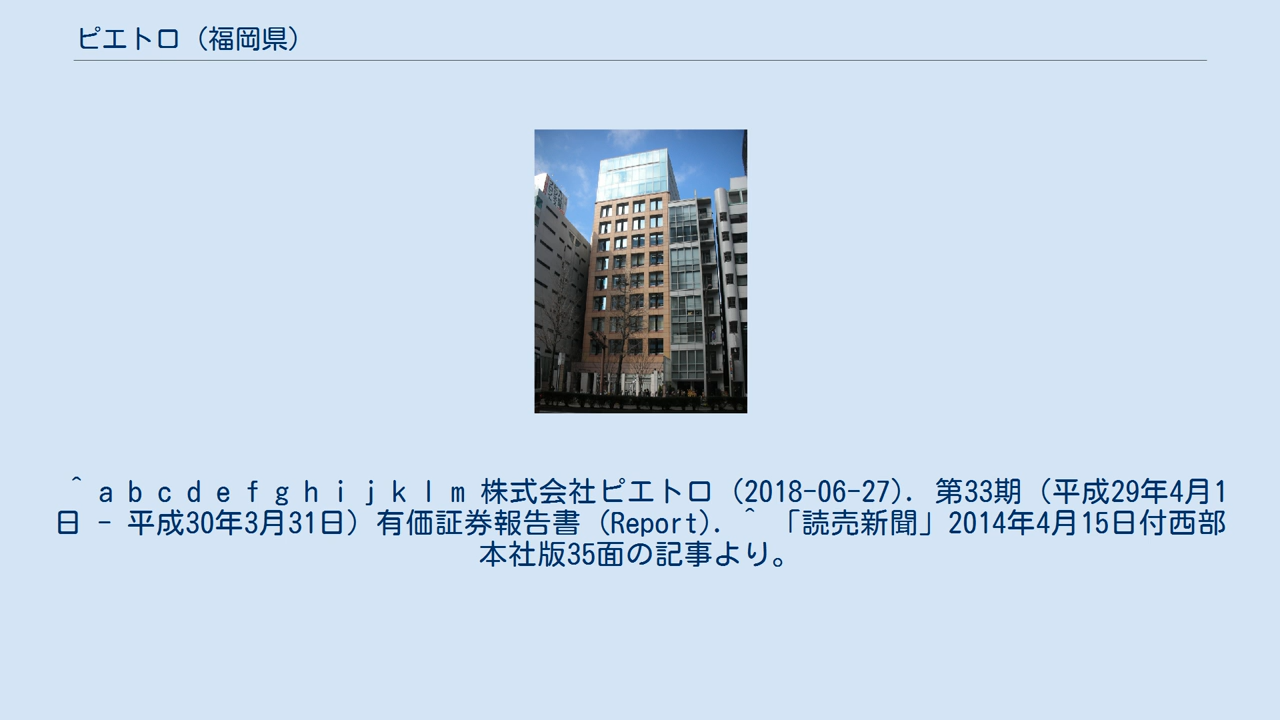 ピエトロ（福岡県）
^ a b c d e f g h i j k l m 株式会社ピエトロ（2018-06-27）. 第33期（平成29年4月1
日 - 平成30年3月31日）有価証券報告書（Report）. ^ 「読売新聞」2014年4月15日付西部
本社版35面の記事より。